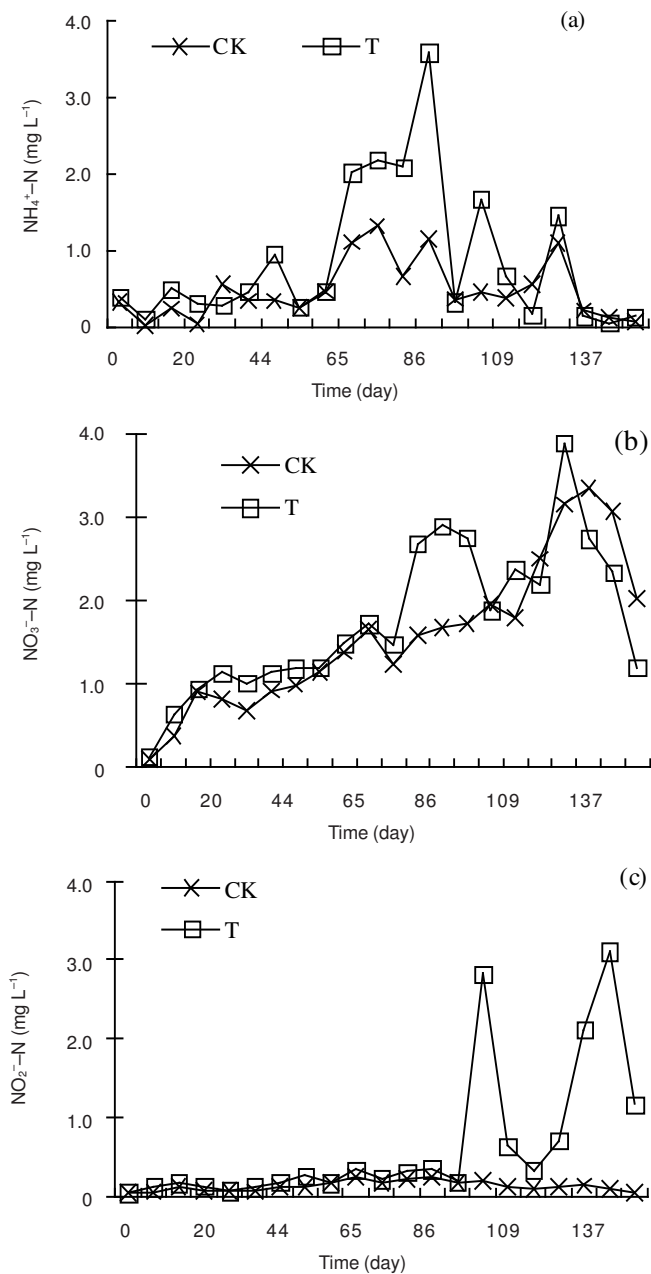 (a)
CK T
4.0
3.0
2.0
1.0
0
NH₄⁺–N (mg L⁻¹)
0 20 44 65 86 109 137
Time (day)
(b)
CK
T
4.0
3.0
2.0
1.0
0
NO₃⁻–N (mg L⁻¹)
0 20 44 65 86 109 137
Time (day)
(c)
CK
T
4.0
3.0
2.0
1.0
0
NO₂⁻–N (mg L⁻¹)
0 20 44 65 86 109 137
Time (day)